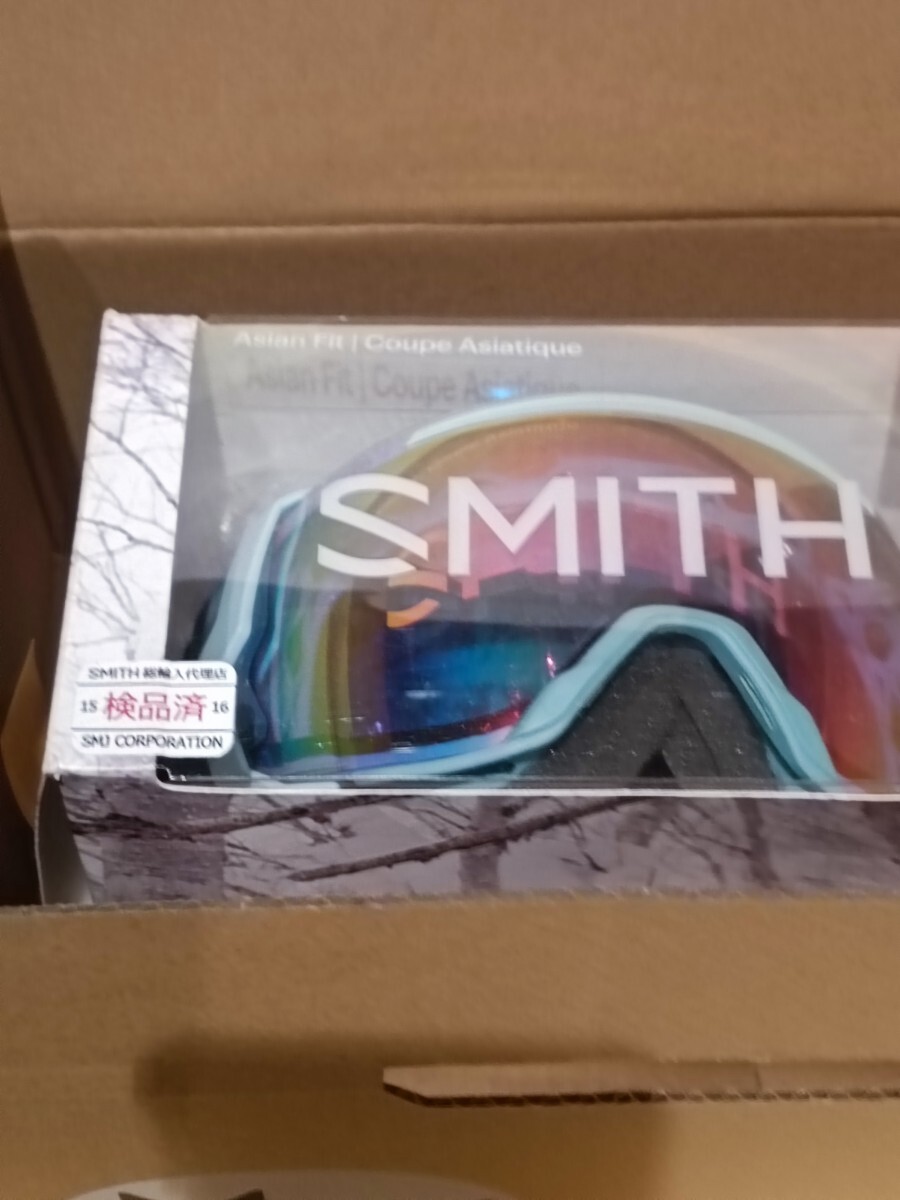 Asian Fit | Coupe Asiatique
SMITH
SMITH 総輸入代理店
15 検品済 16
SMJ CORPORATION